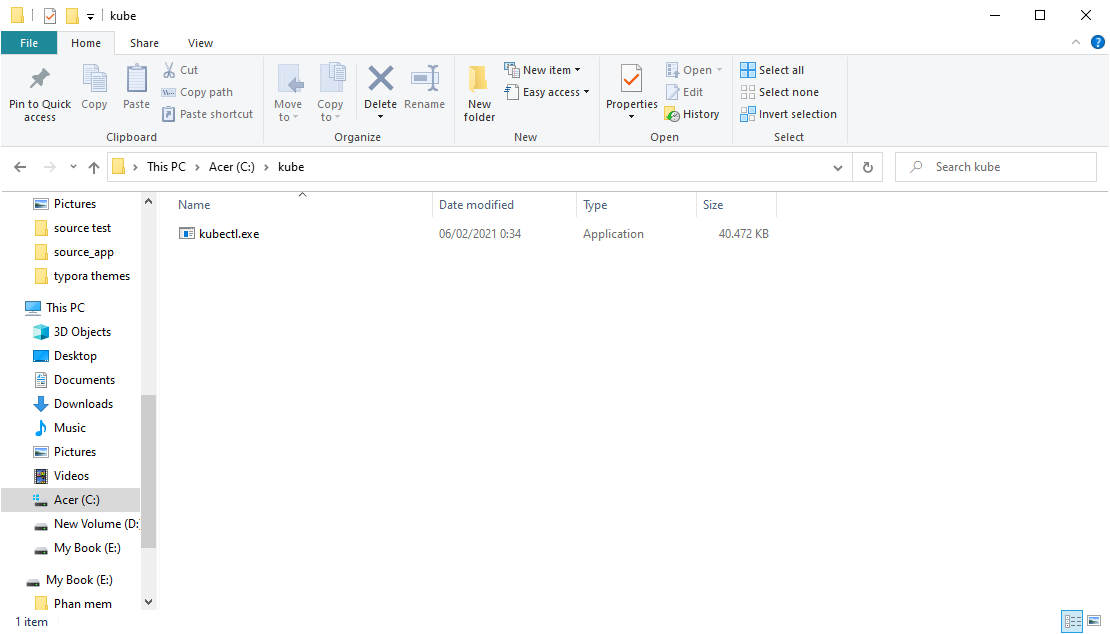 kube
File Home Share View
Pin to Quick access
Copy
Paste
Cut
Copy path
Paste shortcut
Clipboard
Move to
Copy to
Delete
Rename
Organize
New folder
New item
Easy access
New
Properties
Open
Edit
History
Open
Select all
Select none
Invert selection
Select
This PC Acer (C:) kube
Search kube
Pictures
source test
source_app
typora themes
This PC
3D Objects
Desktop
Documents
Downloads
Music
Pictures
Videos
Acer (C:)
New Volume (D:
My Book (E:)
My Book (E:)
Phan mem
Name Date modified Type Size
kubectl.exe 06/02/2021 0:34 Application 40.472 KB
1 item